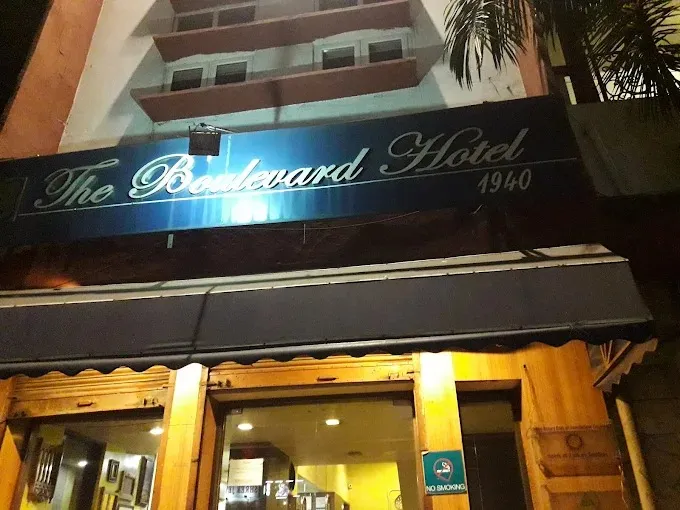 The Boulevard Hotel
1940
NO SMOKING